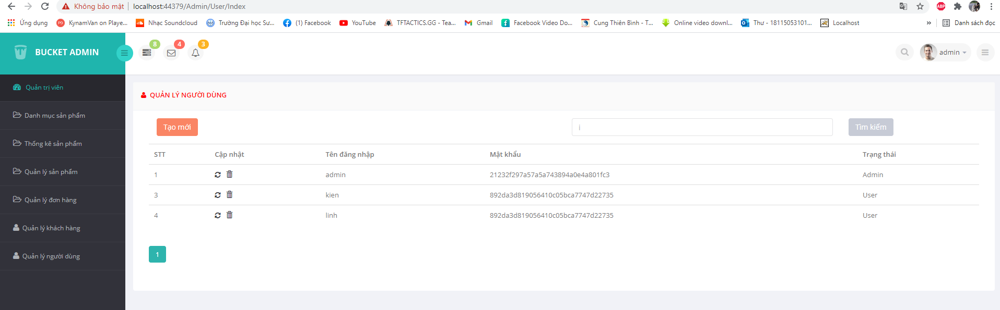 Không bảo mật | localhost:44379/Admin/User/Index
ABP
Ứng dụng KynamVan on Playe... Nhạc Soundcloud Trường Đại học Sư... (1) Facebook YouTube TFTACTICS.GG - Tea... Gmail Facebook Video Do... Cung Thiên Bình - T... Online video downl... Thư - 18115053101... Localhost » Danh sách đọc
BUCKET ADMIN
8 4 3
admin
Quản trị viên
Danh mục sản phẩm
Thống kê sản phẩm
Quản lý sản phẩm
Quản lý đơn hàng
Quản lý khách hàng
Quản lý người dùng
QUẢN LÝ NGƯỜI DÙNG
Tạo mới i Tìm kiếm
STT Cập nhật Tên đăng nhập Mật khẩu Trạng thái
1 admin 21232f297a57a5a743894a0e4a801fc3 Admin
3 kien 892da3d819056410c05bca7747d22735 User
4 linh 892da3d819056410c05bca7747d22735 User
1